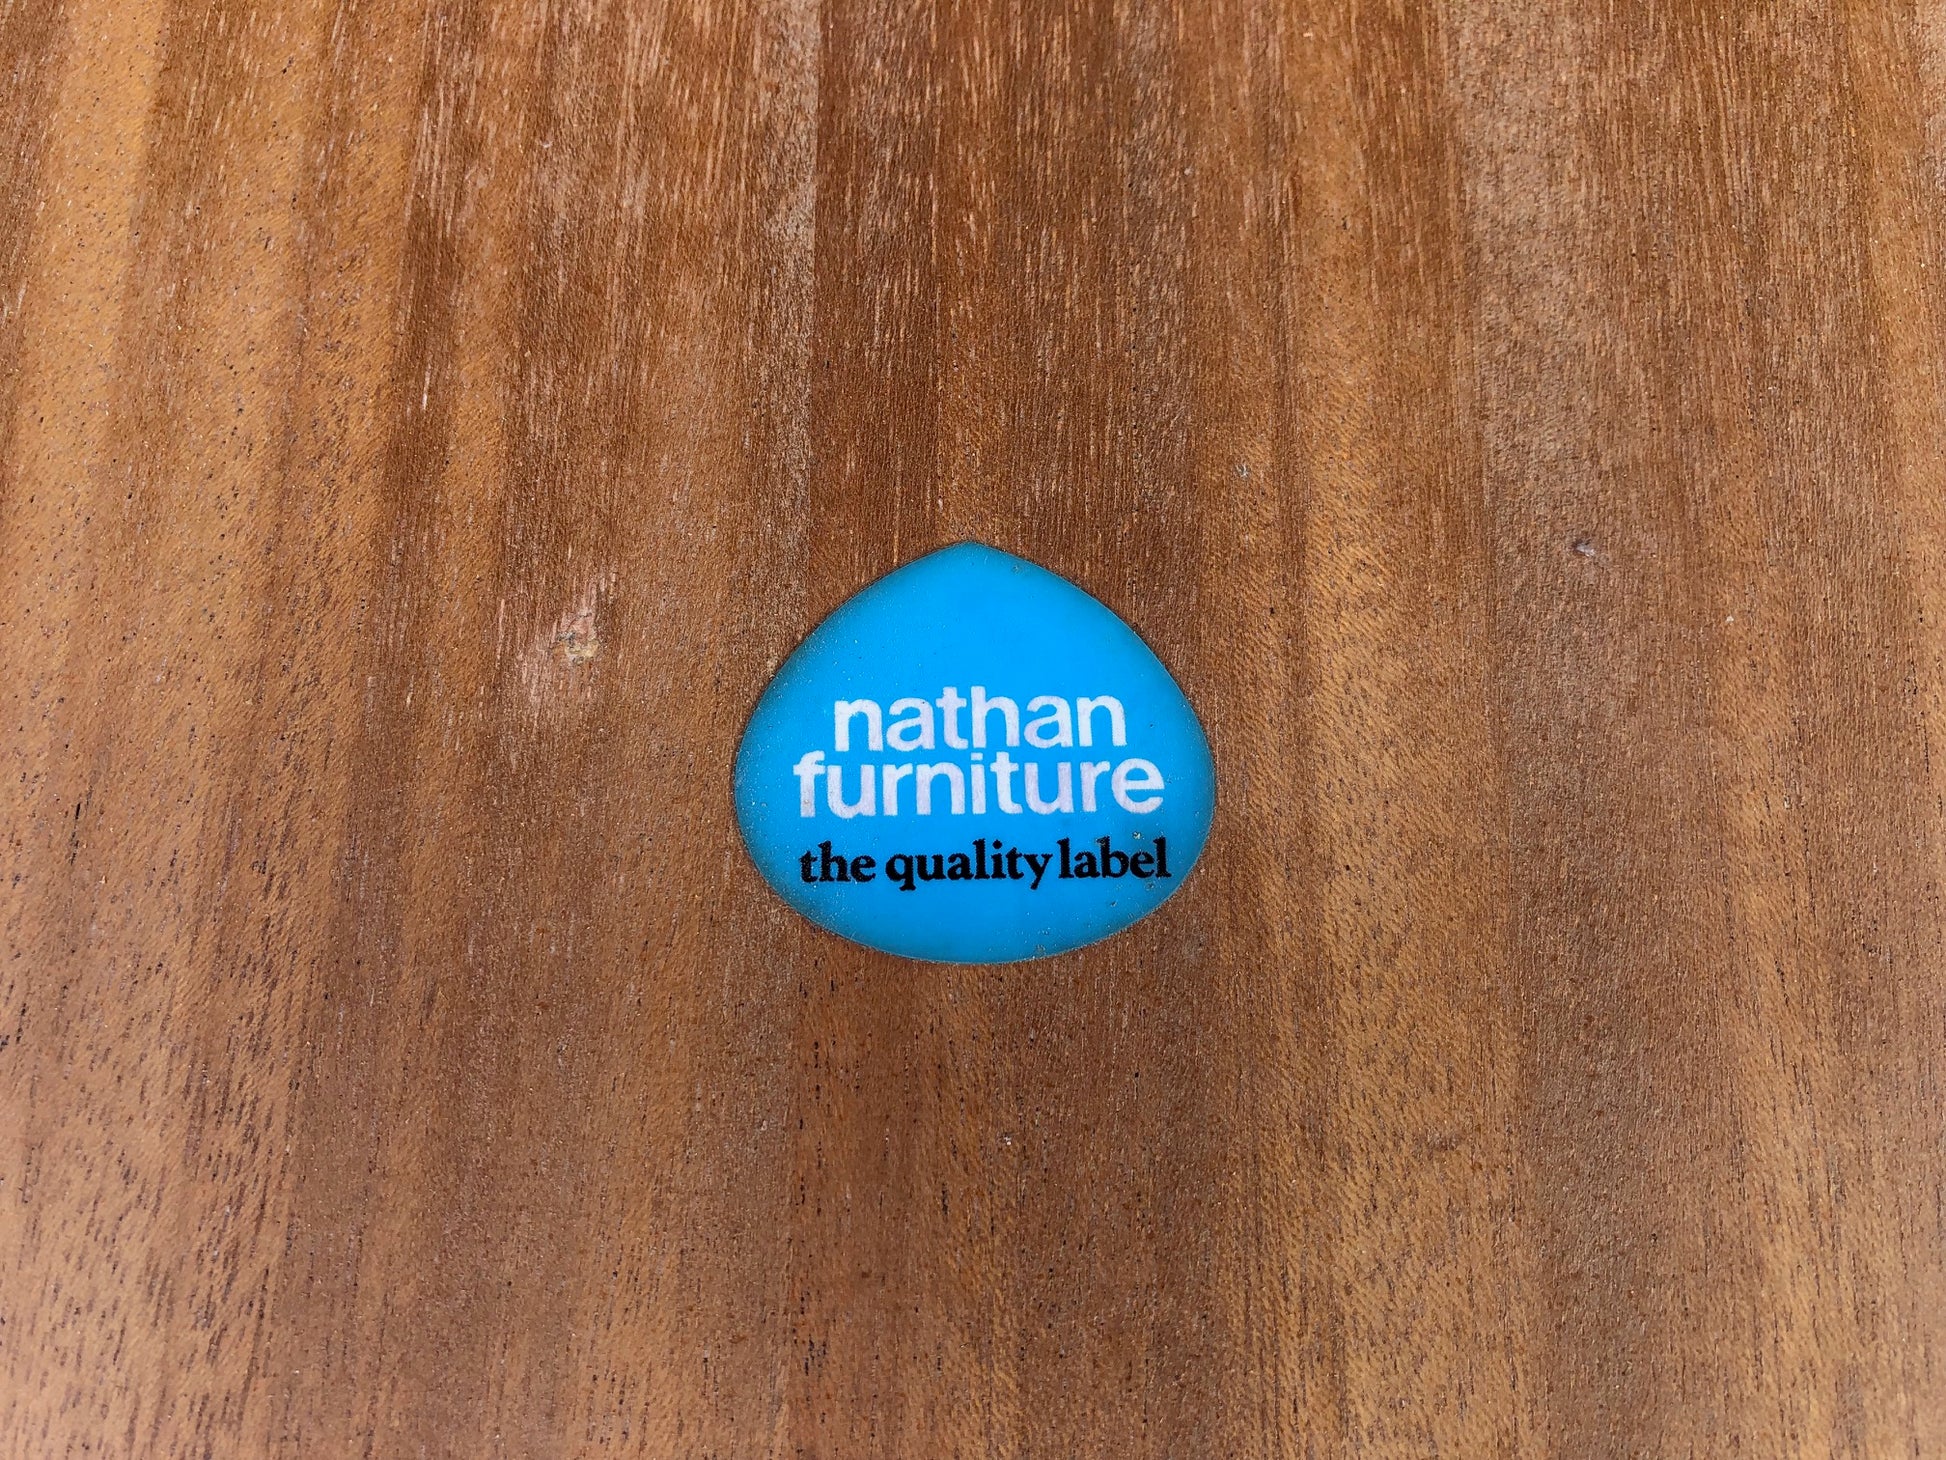 nathan
furniture
the quality label